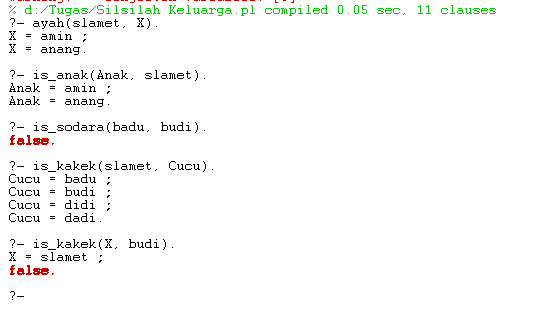 % d:/Tugas/Silsilah Keluarga.pl compiled 0.05 sec, 11 clauses
?- ayah(slamet, X).
X = amin ;
X = anang.
?- is_anak(Anak, slamet).
Anak = amin ;
Anak = anang.
?- is_sodara(badu, budi).
false.
?- is_kakek(slamet, Cucu).
Cucu = badu ;
Cucu = budi ;
Cucu = didi ;
Cucu = dadi.
?- is_kakek(X, budi).
X = slamet ;
false.
?-